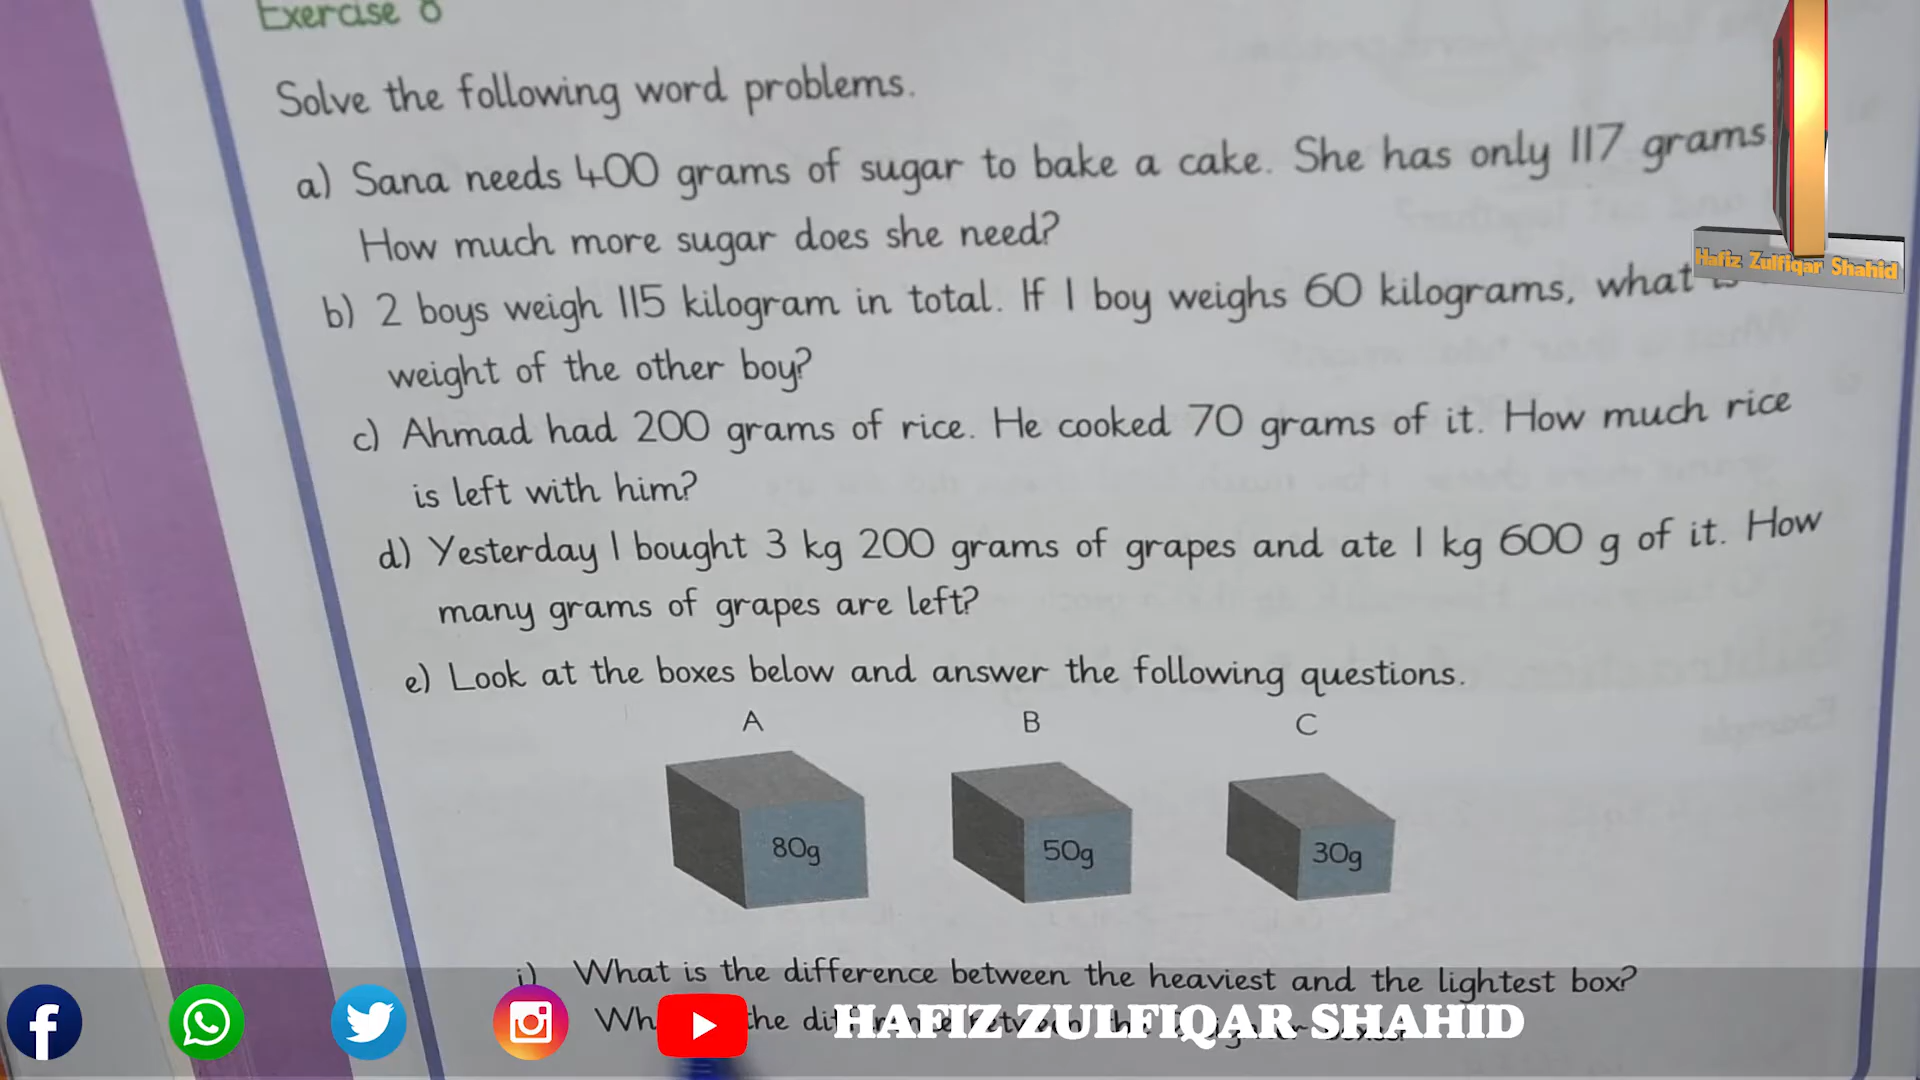 Exercise 8
Solve the following word problems.
a) Sana needs 400 grams of sugar to bake a cake. She has only 117 grams
How much more sugar does she need?
b) 2 boys weigh 115 kilogram in total. If 1 boy weighs 60 kilograms, what is
weight of the other boy?
c) Ahmad had 200 grams of rice. He cooked 70 grams of it. How much rice
is left with him?
d) Yesterday I bought 3 kg 200 grams of grapes and ate 1 kg 600 g of it. How
many grams of grapes are left?
e) Look at the boxes below and answer the following questions.
A B C
80g 50g 30g
i) What is the difference between the heaviest and the lightest box?
the
Hafiz Zulfiqar Shahid
HAFIZ ZULFIQAR SHAHID